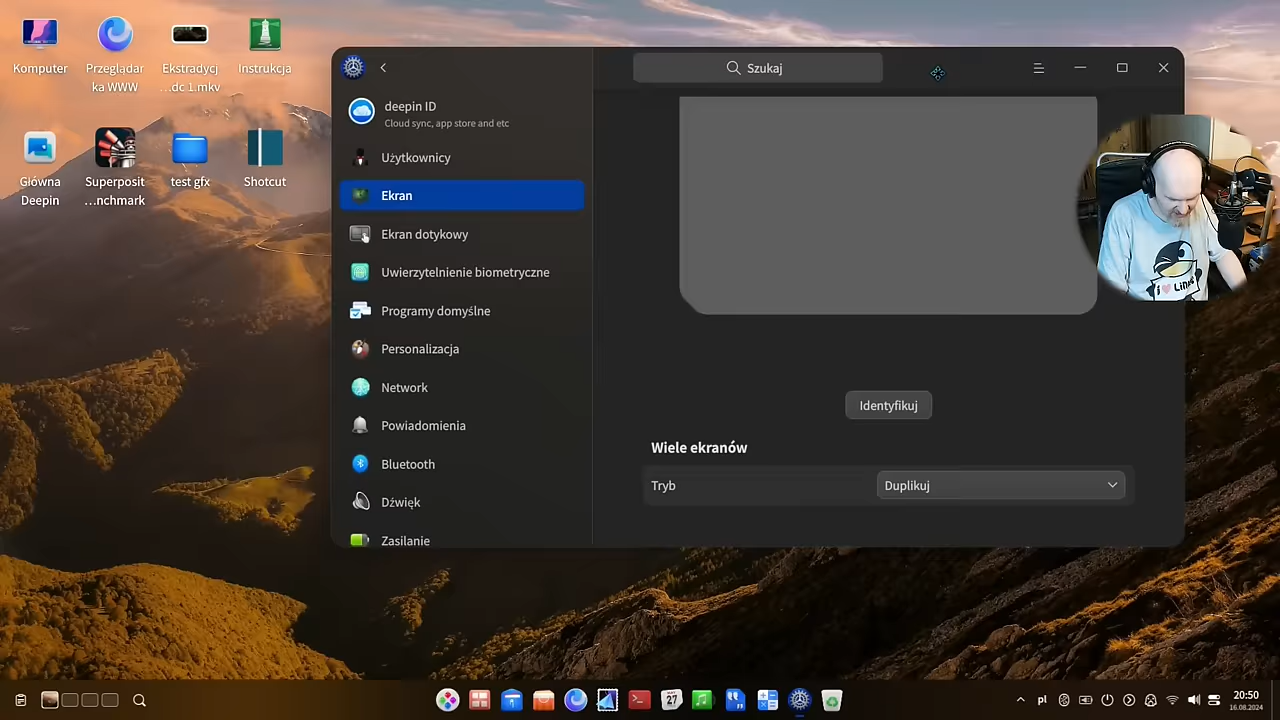 Komputer
Przeglądar
ka WWW
Ekstradycj
...dc 1.mkv
Instrukcja
Główna
Deepin
Superposit
...nchmark
test gfx
Shotcut
Szukaj
deepin ID
Cloud sync, app store and etc
Użytkownicy
Ekran
Ekran dotykowy
Uwierzytelnienie biometryczne
Programy domyślne
Personalizacja
Network
Powiadomienia
Bluetooth
Dźwięk
Zasilanie
Identyfikuj
Wiele ekranów
Tryb
Duplikuj
I ♥ Linux
27
pl
20:50
16.08.2024